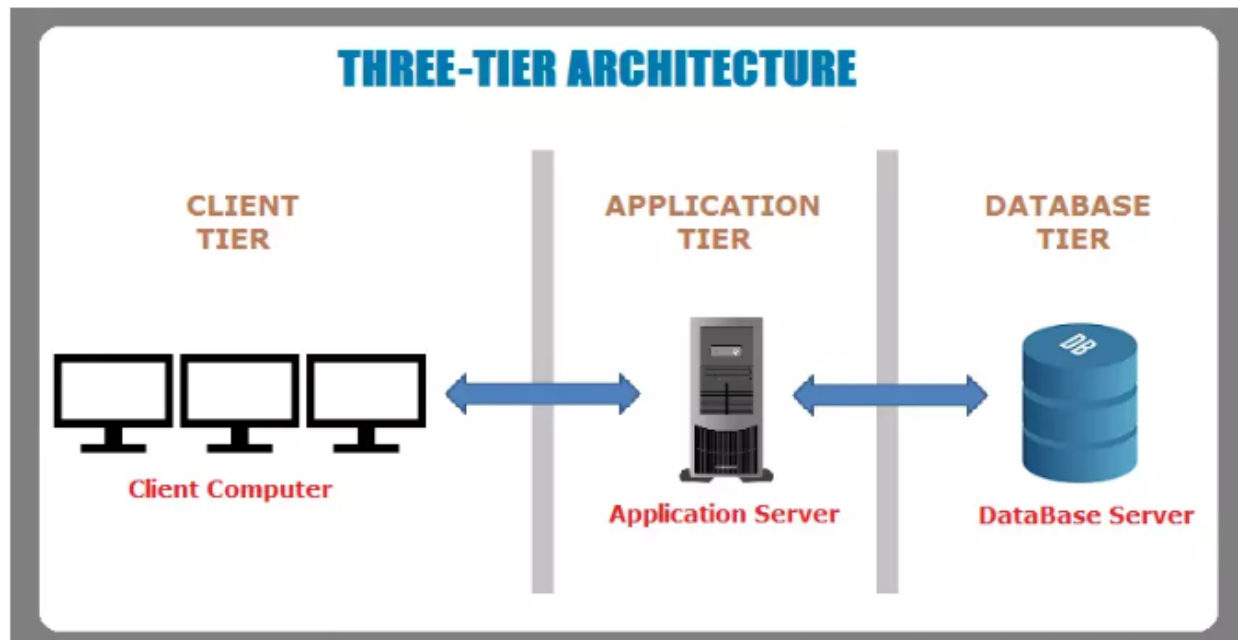 THREE-TIER ARCHITECTURE
CLIENT
TIER
APPLICATION
TIER
DATABASE
TIER
DB
Client Computer
Application Server
DataBase Server